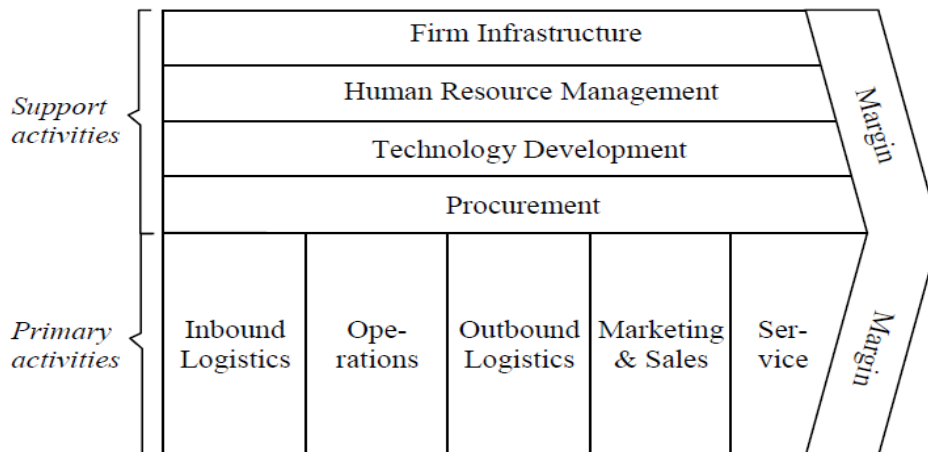 Firm Infrastructure
Human Resource Management
Technology Development
Procurement
Support
activities
Margin
Primary
activities
Inbound
Logistics
Ope-
rations
Outbound
Logistics
Marketing
& Sales
Ser-
vice
Margin